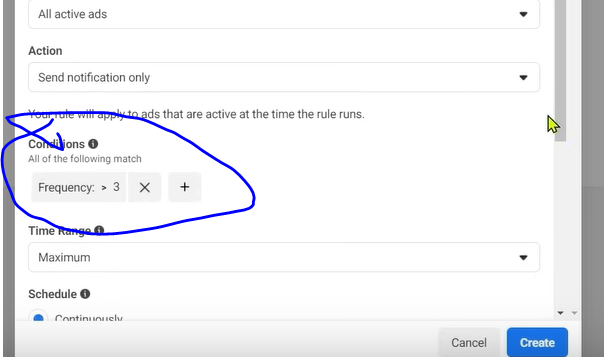 All active ads
Action
Send notification only
Your rule will apply to ads that are active at the time the rule runs.
Conditions
All of the following match
Frequency: > 3
Time Range
Maximum
Schedule
Continuously
Cancel
Create